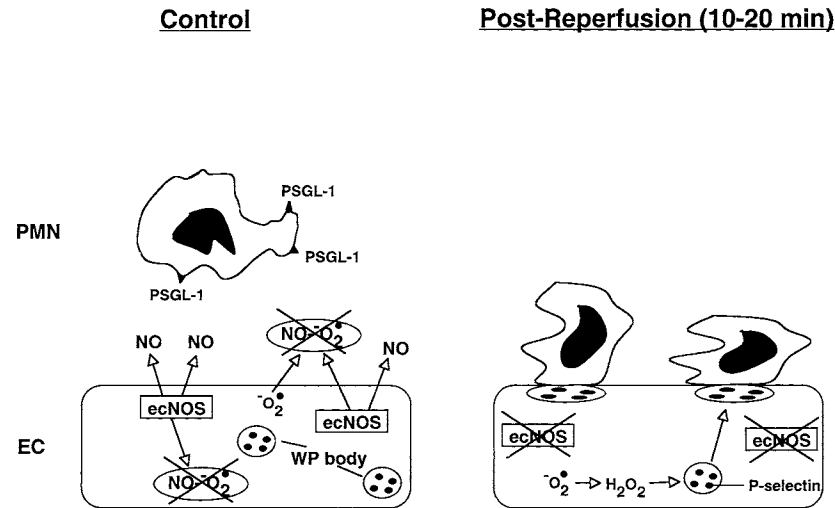 Control
Post-Reperfusion (10-20 min)
PMN
PSGL-1
PSGL-1
PSGL-1
NO
NO
NO-⁻O₂•
NO
ecNOS
⁻O₂•
ecNOS
EC
WP body
NO-⁻O₂•
ecNOS
ecNOS
⁻O₂• → H₂O₂ →
P-selectin